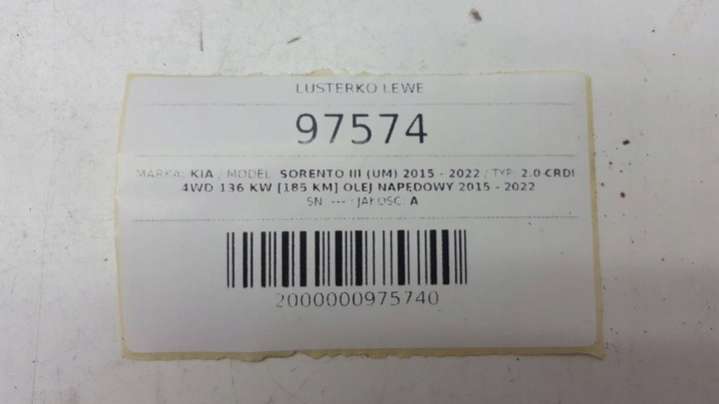 LUSTERKO LEWE
97574
MARKA: KIA / MODEL: SORENTO III (UM) 2015 - 2022 / TYP: 2.0 CRDI
4WD 136 KW [185 KM] OLEJ NAPĘDOWY 2015 - 2022
SN: --- / JAKOŚĆ: A
2000000975740